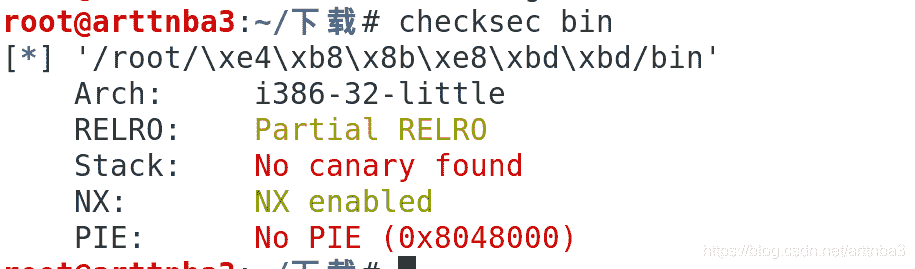 root@arttnba3:~/下载# checksec bin
[*] '/root/\xe4\xb8\x8b\xe8\xbd\xbd/bin'
    Arch:     i386-32-little
    RELRO:    Partial RELRO
    Stack:    No canary found
    NX:       NX enabled
    PIE:      No PIE (0x8048000)
https://blog.csdn.net/arttnba3
root@arttnba3:~/下载#